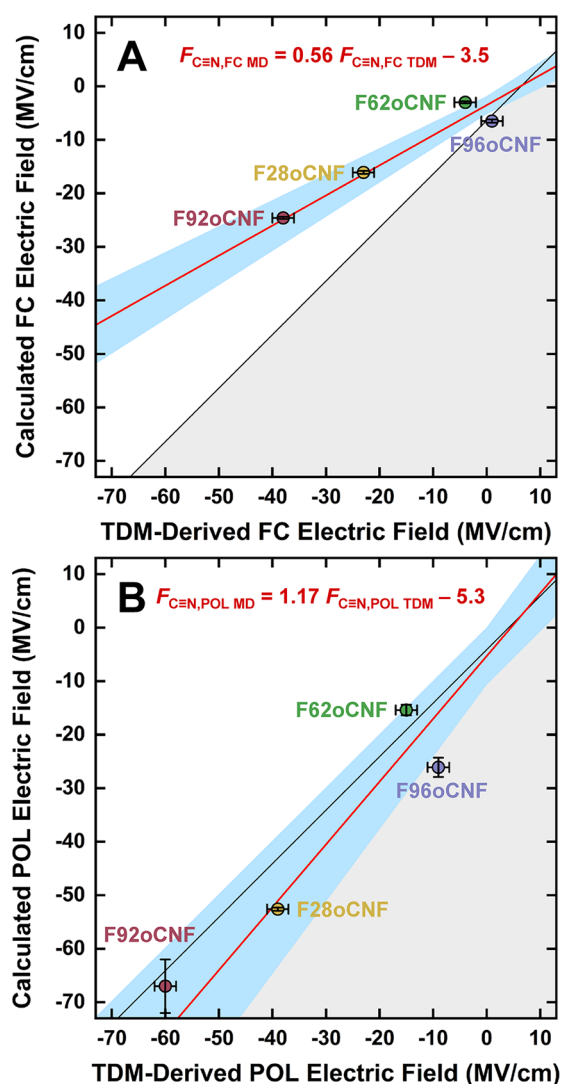 A
F C≡N,FC MD = 0.56 F C≡N,FC TDM – 3.5
F62oCNF
F96oCNF
F28oCNF
F92oCNF
Calculated FC Electric Field (MV/cm)
10
0
-10
-20
-30
-40
-50
-60
-70
-70 -60 -50 -40 -30 -20 -10 0 10
TDM-Derived FC Electric Field (MV/cm)
B
F C≡N,POL MD = 1.17 F C≡N,POL TDM – 5.3
F62oCNF
F96oCNF
F28oCNF
F92oCNF
Calculated POL Electric Field (MV/cm)
10
0
-10
-20
-30
-40
-50
-60
-70
-70 -60 -50 -40 -30 -20 -10 0 10
TDM-Derived POL Electric Field (MV/cm)